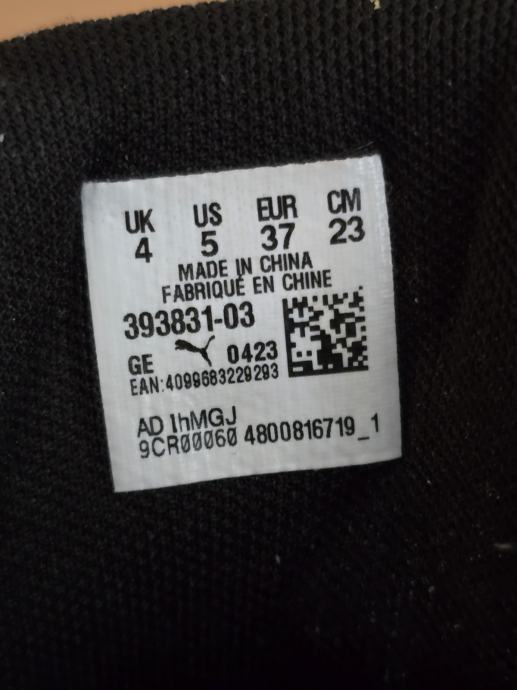 UK US EUR CM
4 5 37 23
MADE IN CHINA
FABRIQUÉ EN CHINE
393831-03
GE 0423
EAN:4099683229293
AD 1hMGJ
9CR00060 4800816719_1